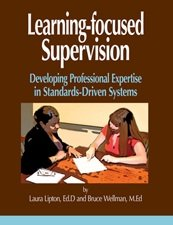 Learning-focused
Supervision
Developing Professional Expertise
in Standards-Driven Systems
by
Laura Lipton, Ed.D and Bruce Wellman, M.Ed